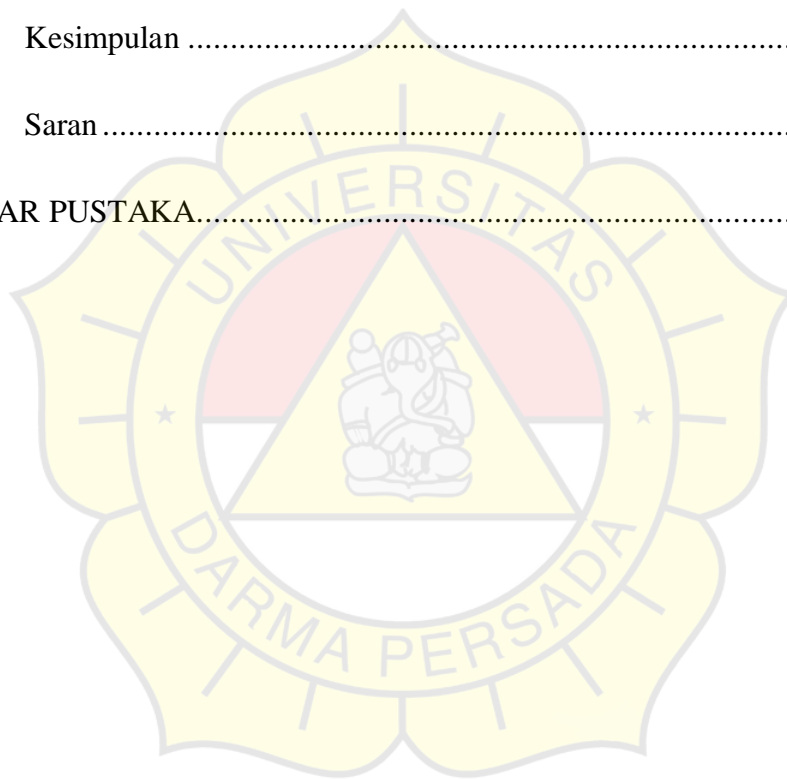 Kesimpulan ........................................................................
Saran ..................................................................................
AR PUSTAKA.......................................................................
UNIVERSITAS
DARMA PERSADA